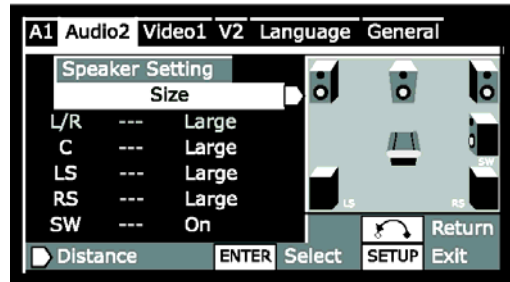 A1 Audio2 Video1 V2 Language General
Speaker Setting
Size
L/R --- Large
C --- Large
LS --- Large
RS --- Large
SW --- On
SW
LS RS
Return
Distance ENTER Select SETUP Exit